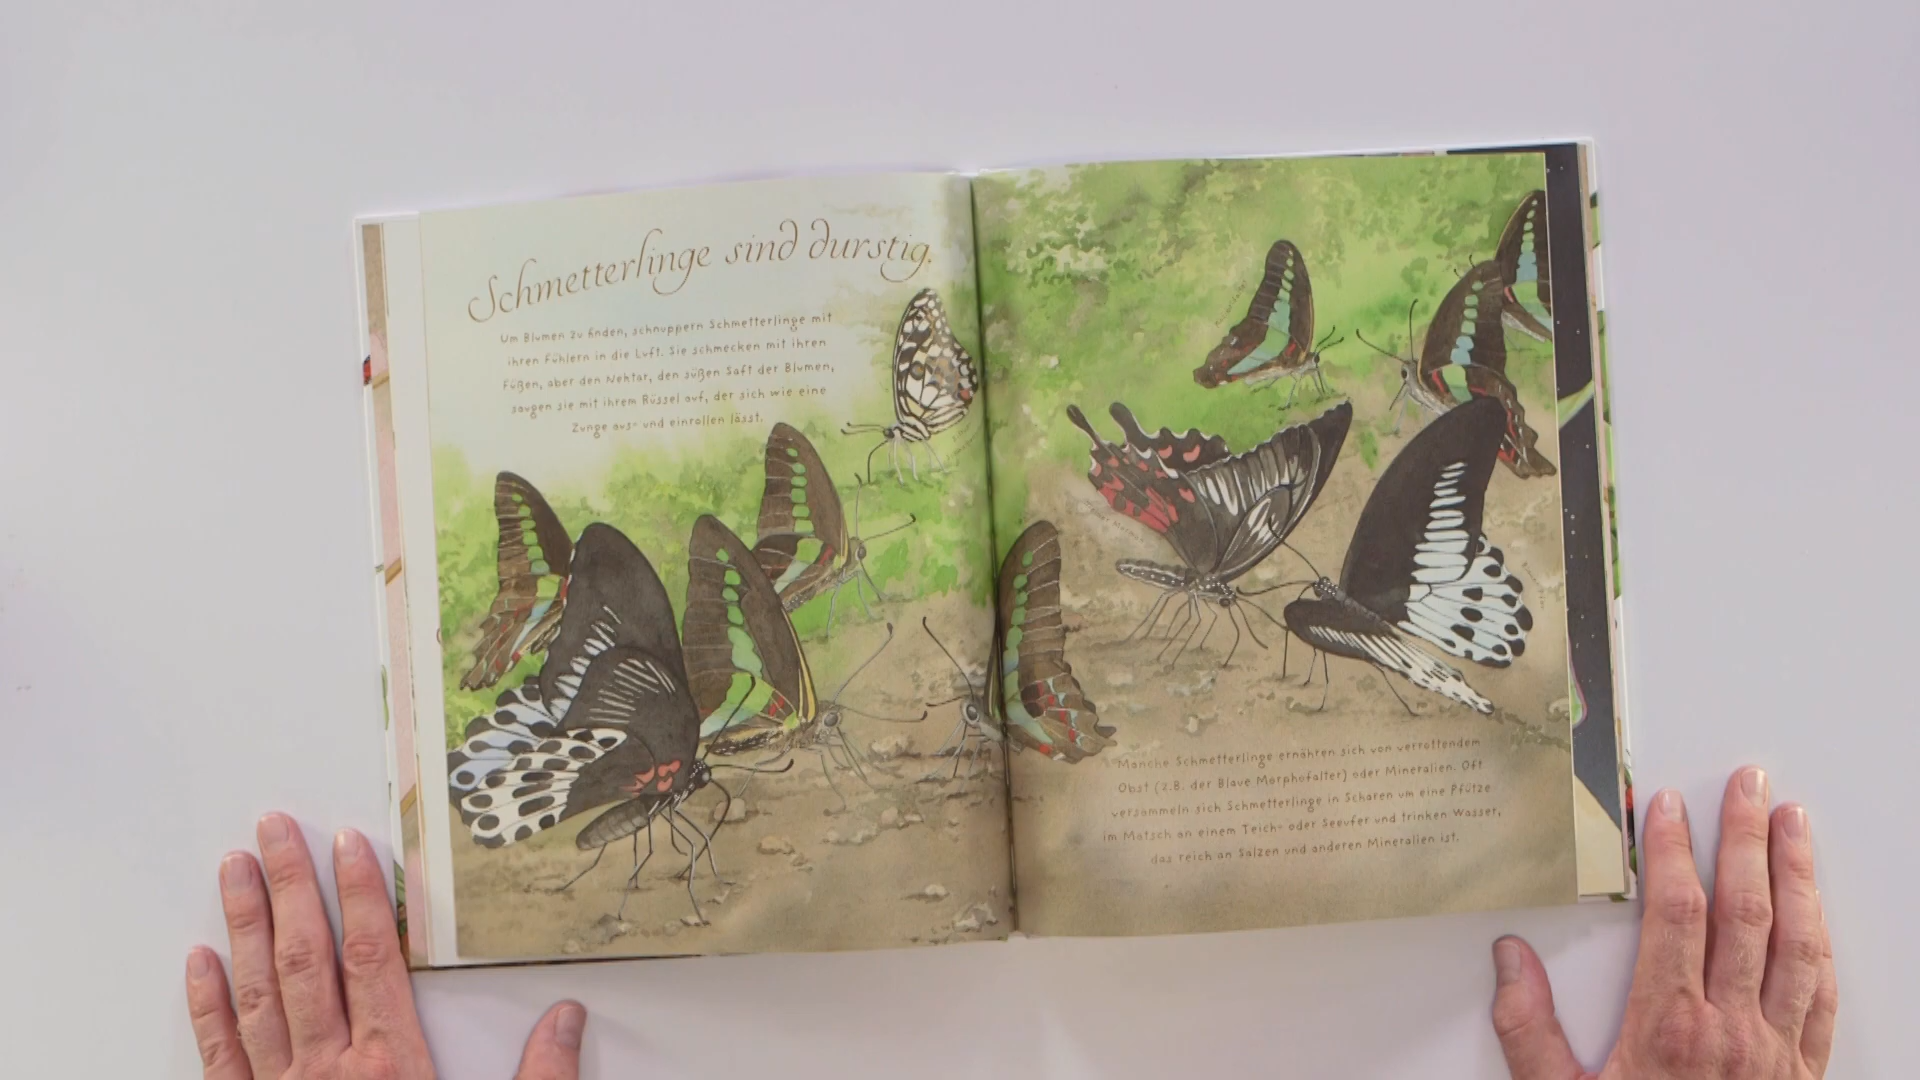 Schmetterlinge sind durstig.
Um Blumen zu finden, schnuppern Schmetterlinge mit
ihren Fühlern in die Luft. Sie schmecken mit ihren
Füßen, aber den Nektar, den süßen Saft der Blumen,
saugen sie mit ihrem Rüssel auf, der sich wie eine
Zunge aus- und einrollen lässt.
Manche Schmetterlinge ernähren sich von verrottendem
Obst (z.B. der Blaue Morphofalter) oder Mineralien. Oft
versammeln sich Schmetterlinge in Scharen um eine Pfütze
im Matsch an einem Teich- oder Seeufer und trinken Wasser,
das reich an Salzen und anderen Mineralien ist.